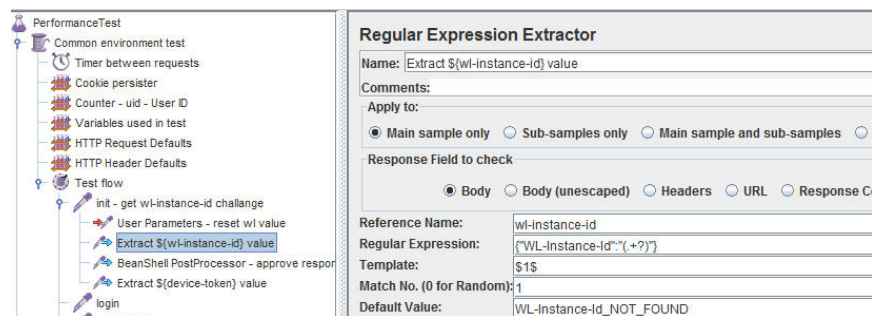 PerformanceTest
Common environment test
Timer between requests
Cookie persister
Counter - uid - User ID
Variables used in test
HTTP Request Defaults
HTTP Header Defaults
Test flow
init - get wl-instance-id challange
User Parameters - reset wl value
Extract ${wl-instance-id} value
BeanShell PostProcessor - approve respor
Extract ${device-token} value
login
Regular Expression Extractor
Name: Extract ${wl-instance-id} value
Comments:
Apply to:
Main sample only Sub-samples only Main sample and sub-samples
Response Field to check
Body Body (unescaped) Headers URL Response Co
Reference Name: wl-instance-id
Regular Expression: {"WL-Instance-Id":"(.+?)"}
Template: $1$
Match No. (0 for Random): 1
Default Value: WL-Instance-Id_NOT_FOUND